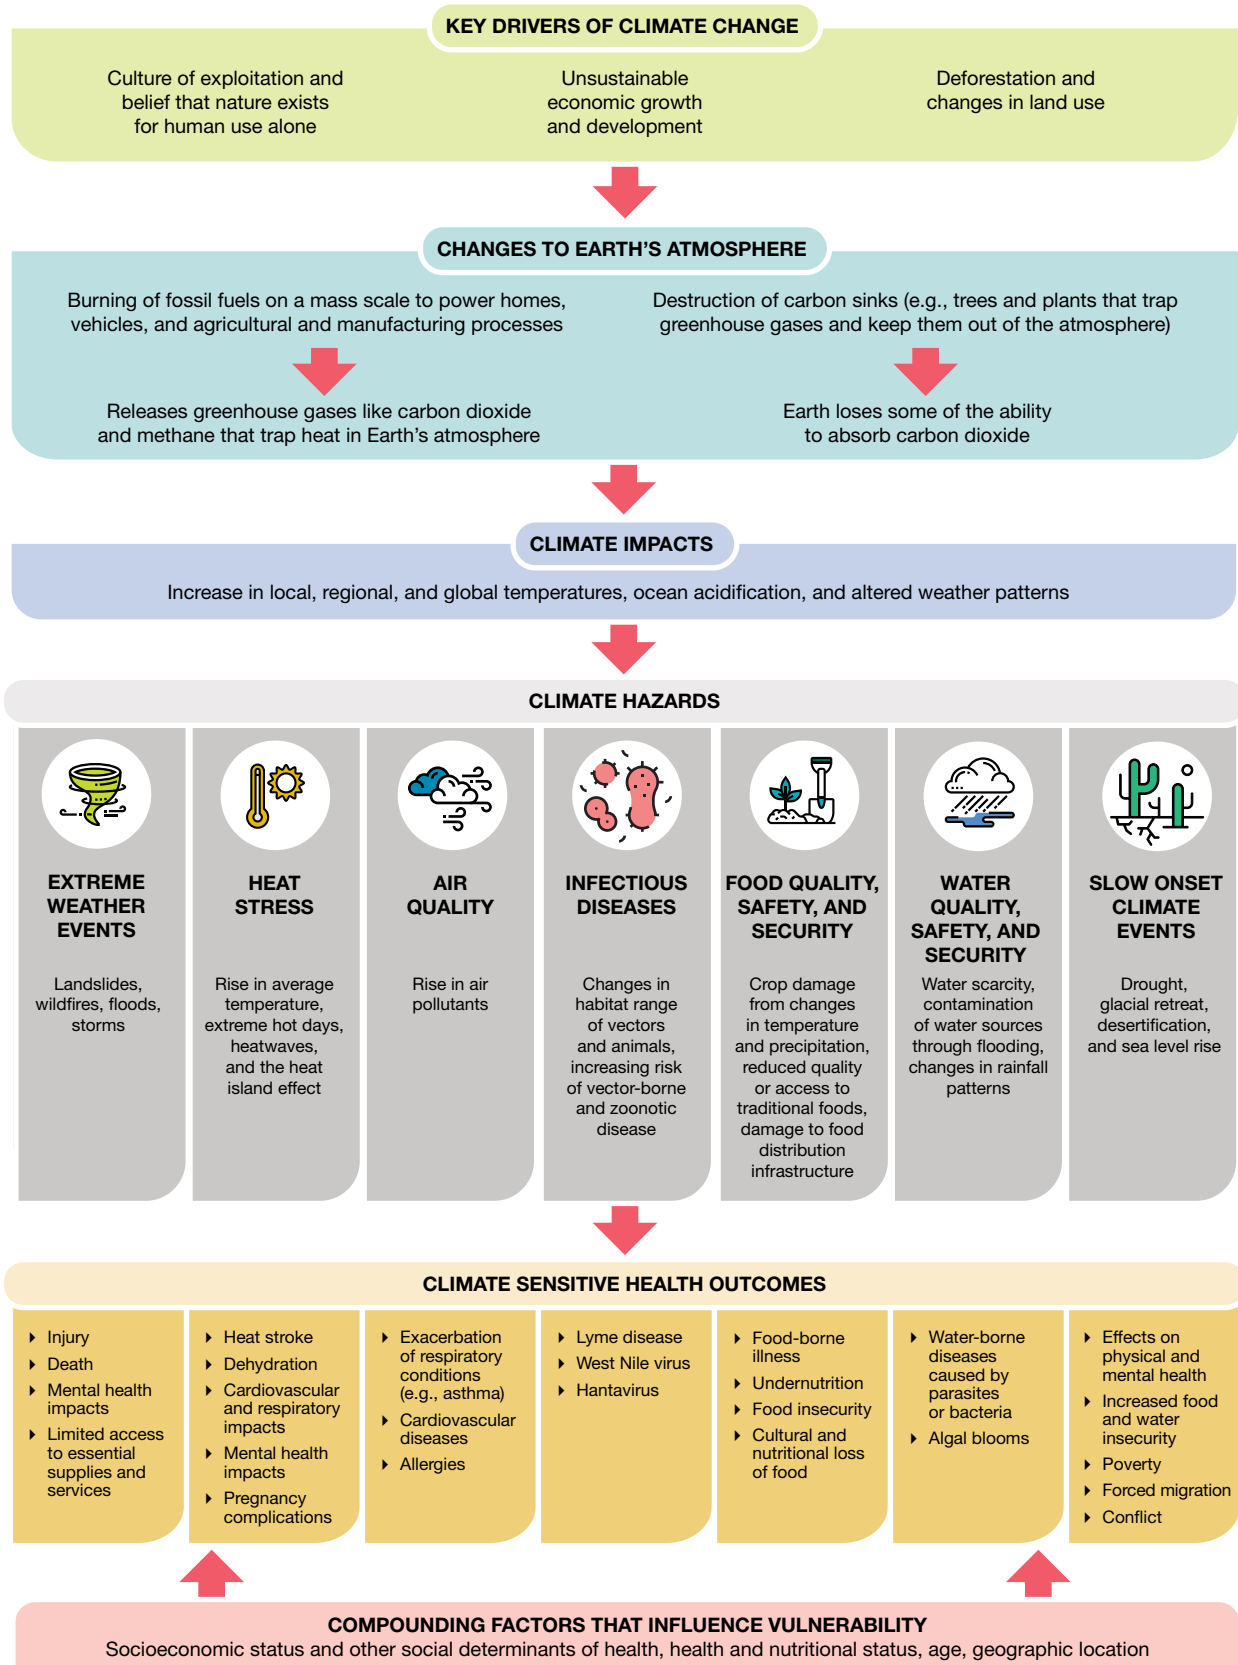 KEY DRIVERS OF CLIMATE CHANGE
Culture of exploitation and
belief that nature exists
for human use alone
Unsustainable
economic growth
and development
Deforestation and
changes in land use
CHANGES TO EARTH’S ATMOSPHERE
Burning of fossil fuels on a mass scale to power homes,
vehicles, and agricultural and manufacturing processes
Releases greenhouse gases like carbon dioxide
and methane that trap heat in Earth’s atmosphere
Destruction of carbon sinks (e.g., trees and plants that trap
greenhouse gases and keep them out of the atmosphere)
Earth loses some of the ability
to absorb carbon dioxide
CLIMATE IMPACTS
Increase in local, regional, and global temperatures, ocean acidification, and altered weather patterns
CLIMATE HAZARDS
EXTREME
WEATHER
EVENTS
Landslides,
wildfires, floods,
storms
HEAT
STRESS
Rise in average
temperature,
extreme hot days,
heatwaves,
and the heat
island effect
AIR
QUALITY
Rise in air
pollutants
INFECTIOUS
DISEASES
Changes in
habitat range
of vectors
and animals,
increasing risk
of vector-borne
and zoonotic
disease
FOOD QUALITY,
SAFETY, AND
SECURITY
Crop damage
from changes
in temperature
and precipitation,
reduced quality
or access to
traditional foods,
damage to food
distribution
infrastructure
WATER
QUALITY,
SAFETY, AND
SECURITY
Water scarcity,
contamination
of water sources
through flooding,
changes in rainfall
patterns
SLOW ONSET
CLIMATE
EVENTS
Drought,
glacial retreat,
desertification,
and sea level rise
CLIMATE SENSITIVE HEALTH OUTCOMES
Injury
Death
Mental health
impacts
Limited access
to essential
supplies and
services
Heat stroke
Dehydration
Cardiovascular
and respiratory
impacts
Mental health
impacts
Pregnancy
complications
Exacerbation
of respiratory
conditions
(e.g., asthma)
Cardiovascular
diseases
Allergies
Lyme disease
West Nile virus
Hantavirus
Food-borne
illness
Undernutrition
Food insecurity
Cultural and
nutritional loss
of food
Water-borne
diseases
caused by
parasites
or bacteria
Algal blooms
Effects on
physical and
mental health
Increased food
and water
insecurity
Poverty
Forced migration
Conflict
COMPOUNDING FACTORS THAT INFLUENCE VULNERABILITY
Socioeconomic status and other social determinants of health, health and nutritional status, age, geographic location